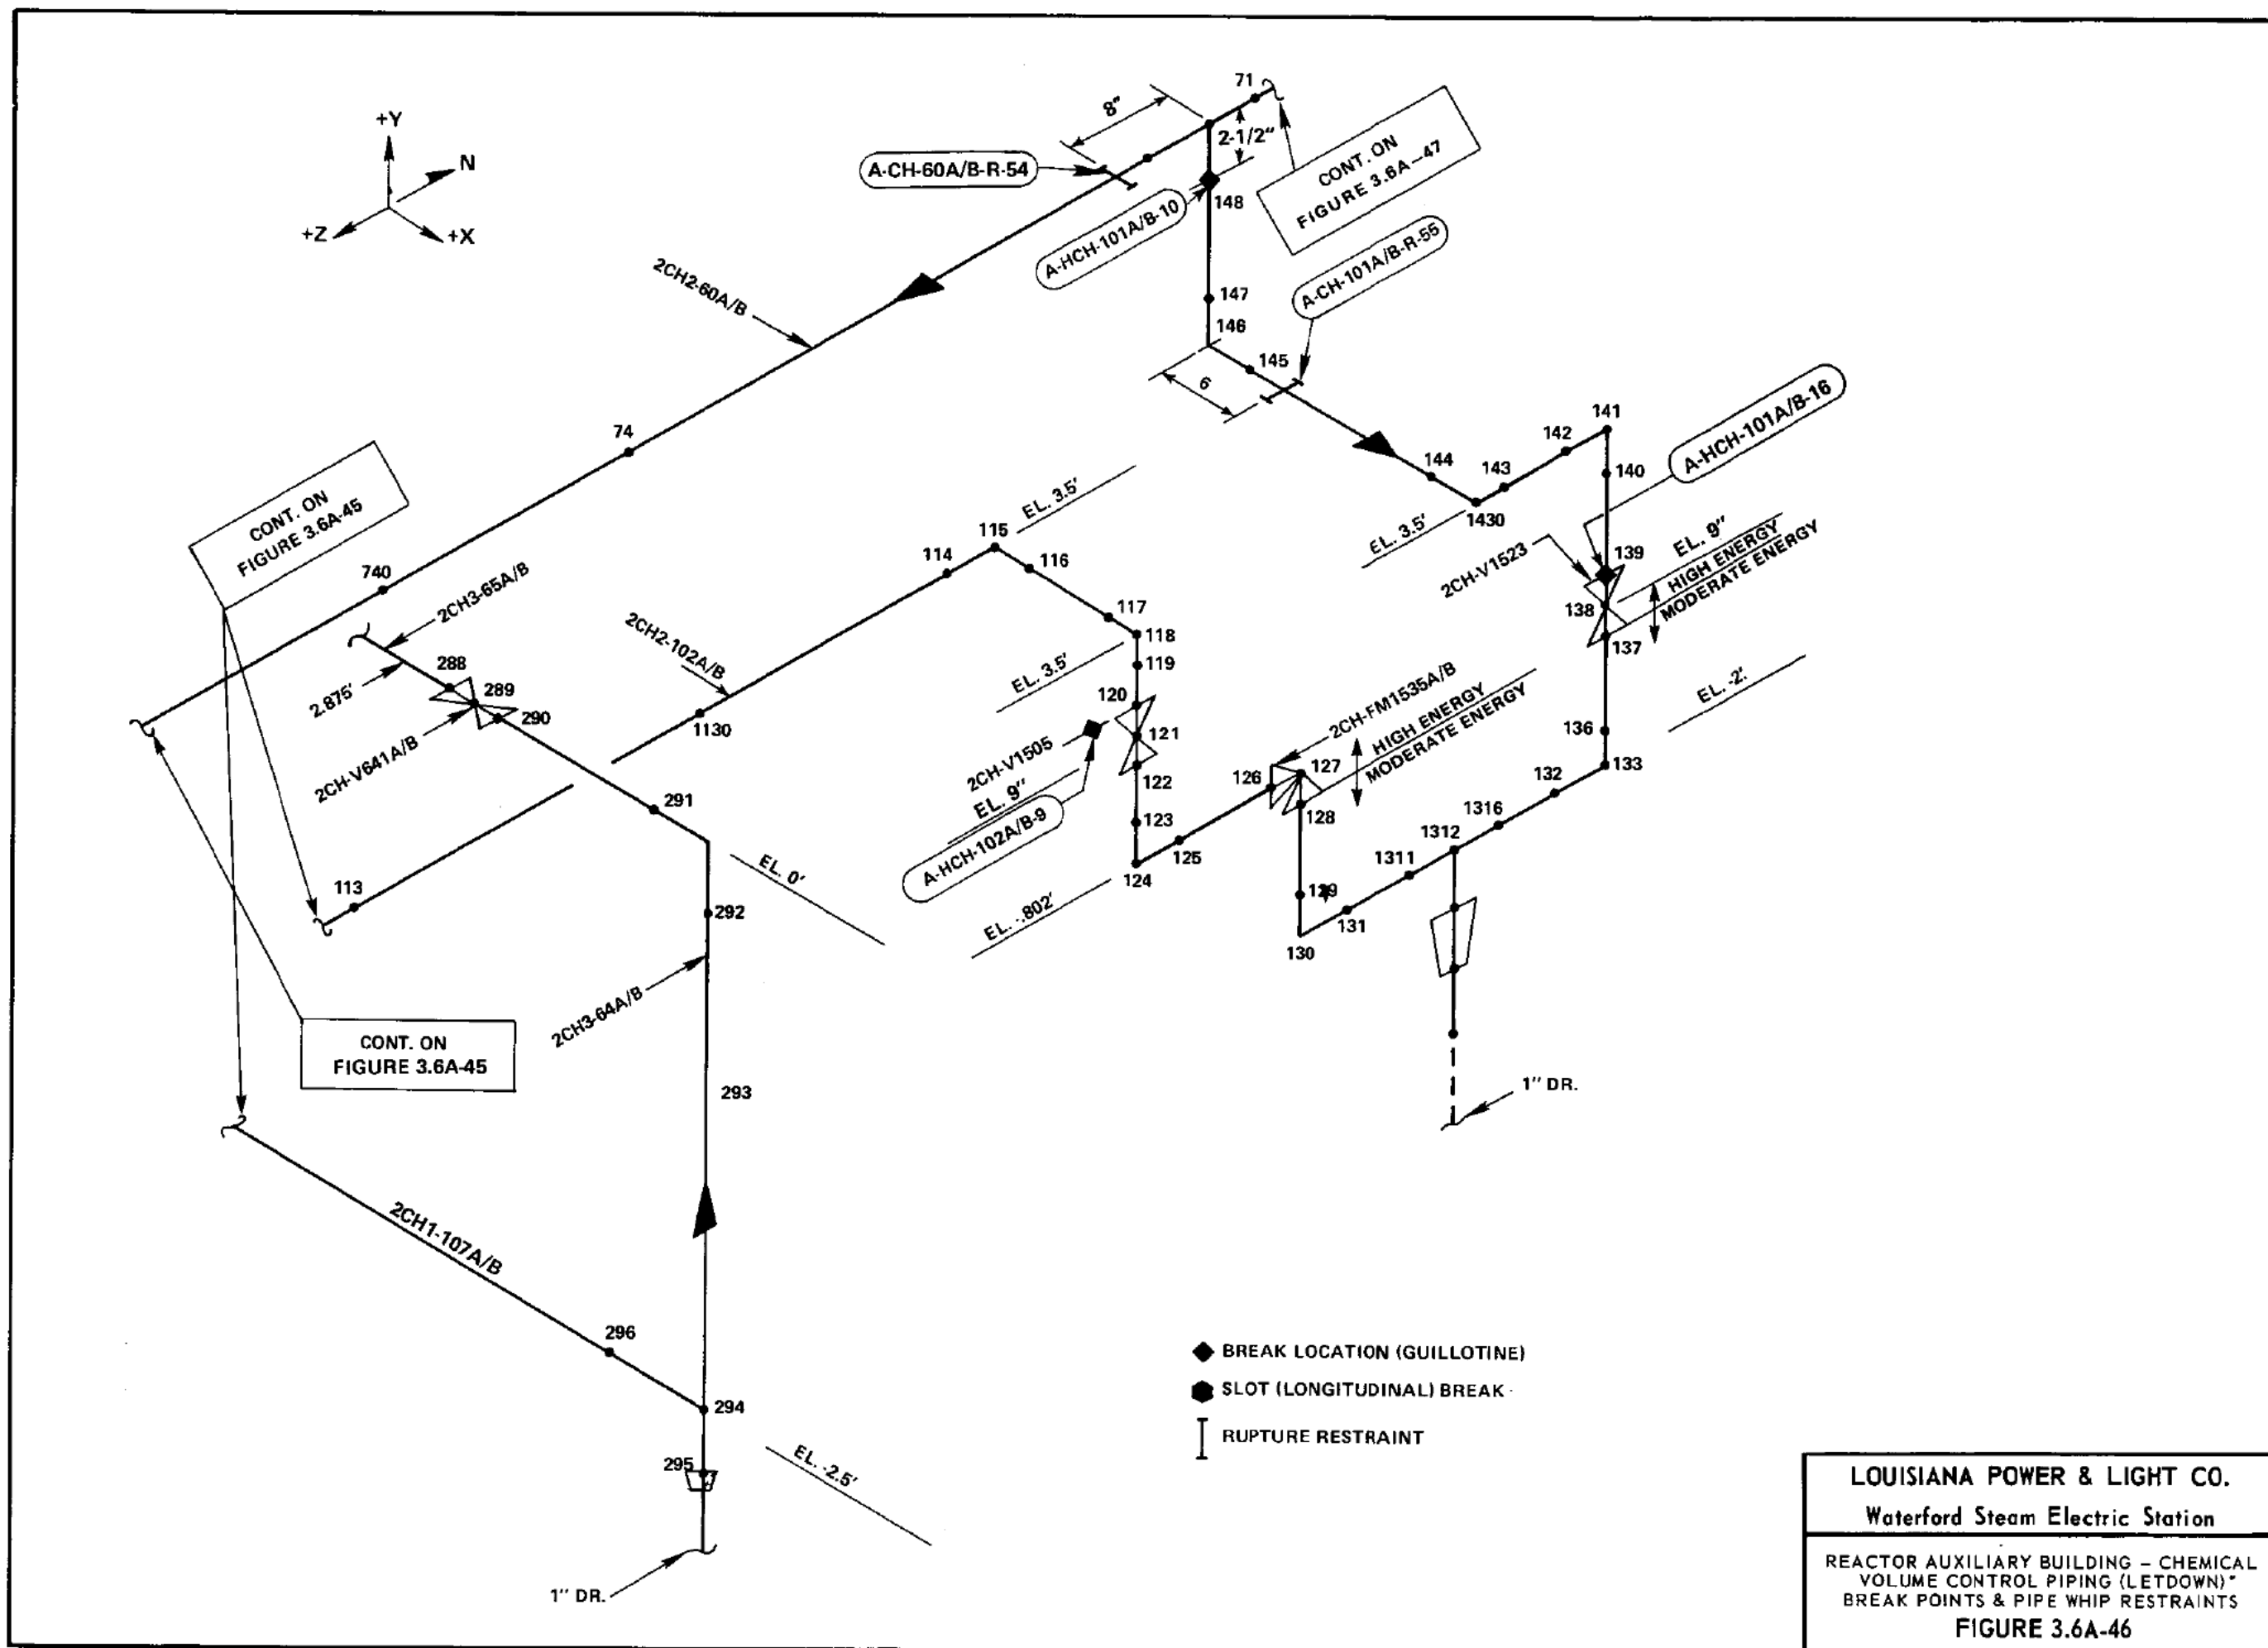 +Y
N
+Z
+X
8"
71
2-1/2"
A-CH-60A/B-R-54
CONT. ON
FIGURE 3.6A-47
A-HCH-101A/B-10
148
A-CH-101A/B-R-55
2CH2-60A/B
147
146
145
6
74
A-HCH-101A/B-16
141
142
140
144
143
1430
EL. 3.5'
CONT. ON
FIGURE 3.6A-45
740
2CH3-65A/B
2.875'
288
289
290
2CH-V641A/B
2CH2-102A/B
1130
114
115
EL. 3.5'
116
117
118
119
EL. 3.5'
120
121
122
2CH-V1505
EL. 9"
A-HCH-102A/B-9
123
124
125
EL. -.802'
2CH-V1523
139
EL. 9"
HIGH ENERGY
MODERATE ENERGY
138
137
EL. -2'.
136
133
132
1316
1312
1311
2CH-FM1535A/B
HIGH ENERGY
MODERATE ENERGY
126
127
128
129
131
130
291
EL. 0'
292
113
2CH3-64A/B
CONT. ON
FIGURE 3.6A-45
293
1" DR.
2CH1-107A/B
296
294
295
EL. -2.5'
1" DR.
BREAK LOCATION (GUILLOTINE)
SLOT (LONGITUDINAL) BREAK
RUPTURE RESTRAINT
LOUISIANA POWER & LIGHT CO.
Waterford Steam Electric Station
REACTOR AUXILIARY BUILDING – CHEMICAL
VOLUME CONTROL PIPING (LETDOWN)
BREAK POINTS & PIPE WHIP RESTRAINTS
FIGURE 3.6A-46